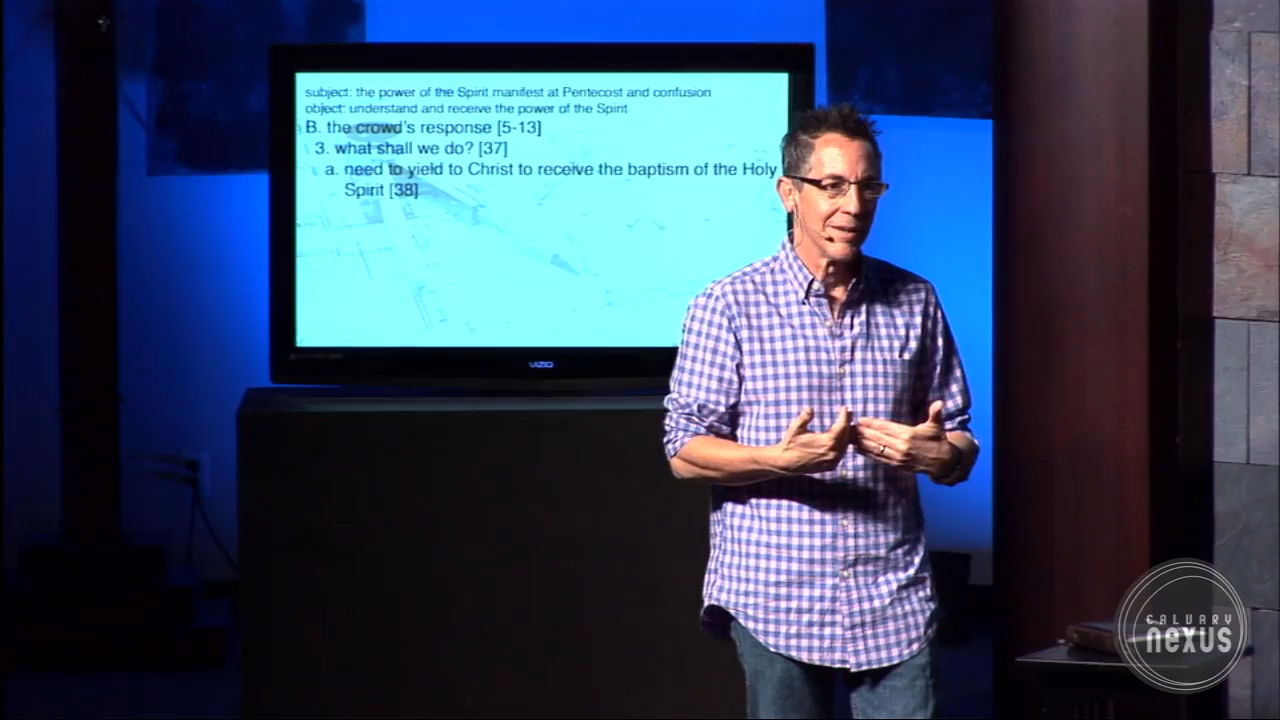 subject: the power of the Spirit manifest at Pentecost and confusion
object: understand and receive the power of the Spirit
B. the crowd's response [5-13]
3. what shall we do? [37]
a. need to yield to Christ to receive the baptism of the Holy
Spirit [38]
VIZIO
CALVARY
nexus